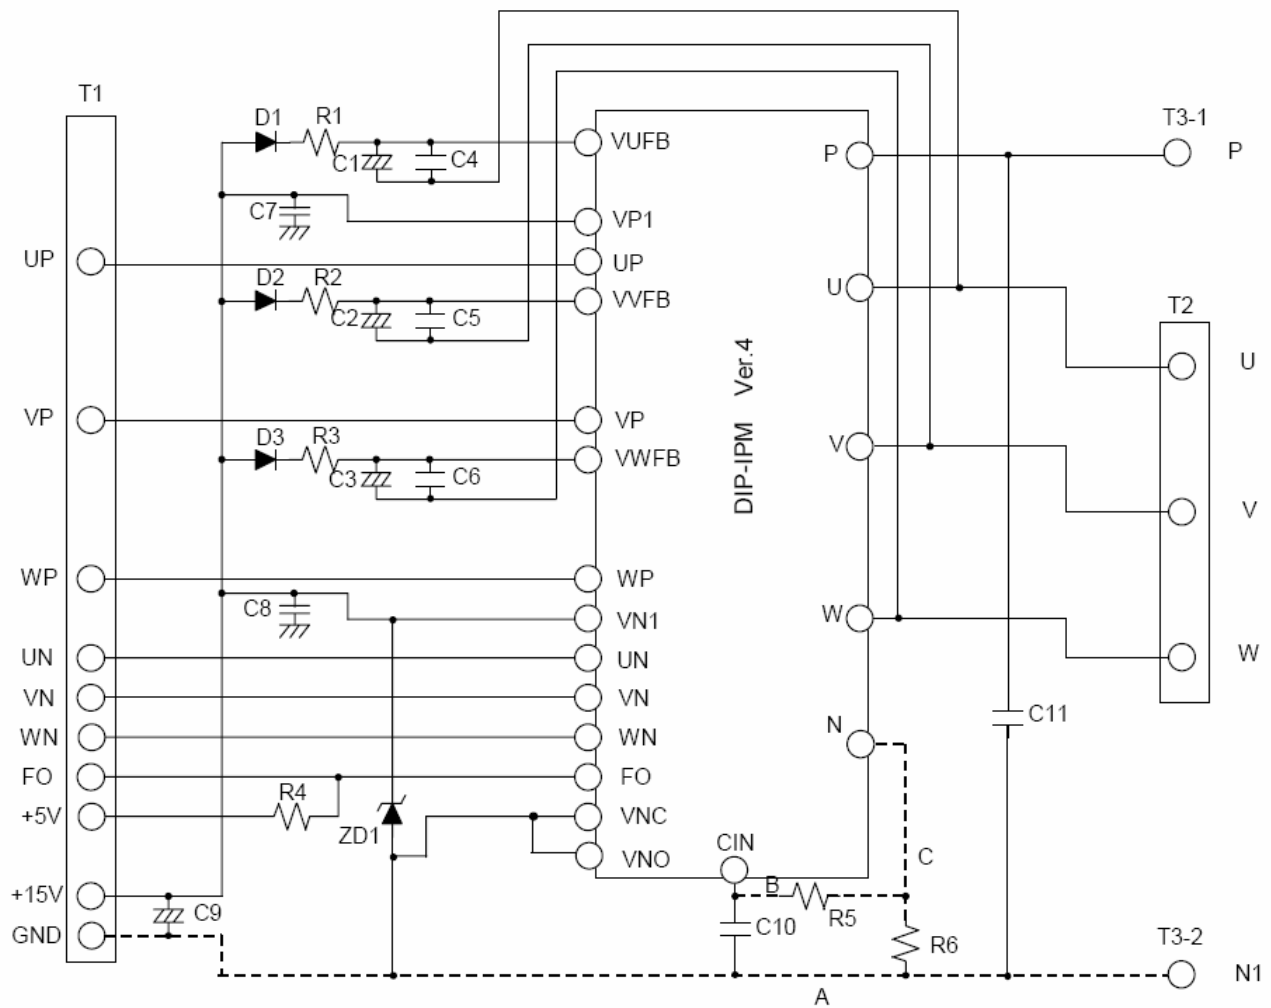 T1
D1
R1
C1
C4
VUFB
P
T3-1
P
C7
VP1
UP
UP
D2
R2
C2
C5
VVFB
U
T2
U
DIP-IPM Ver.4
VP
VP
D3
R3
C3
C6
VWFB
V
V
WP
WP
C8
VN1
W
W
UN
UN
VN
VN
C11
WN
WN
N
FO
FO
+5V
R4
ZD1
VNC
VNO
CIN
C
+15V
C9
B
R5
C10
GND
R6
T3-2
N1
A